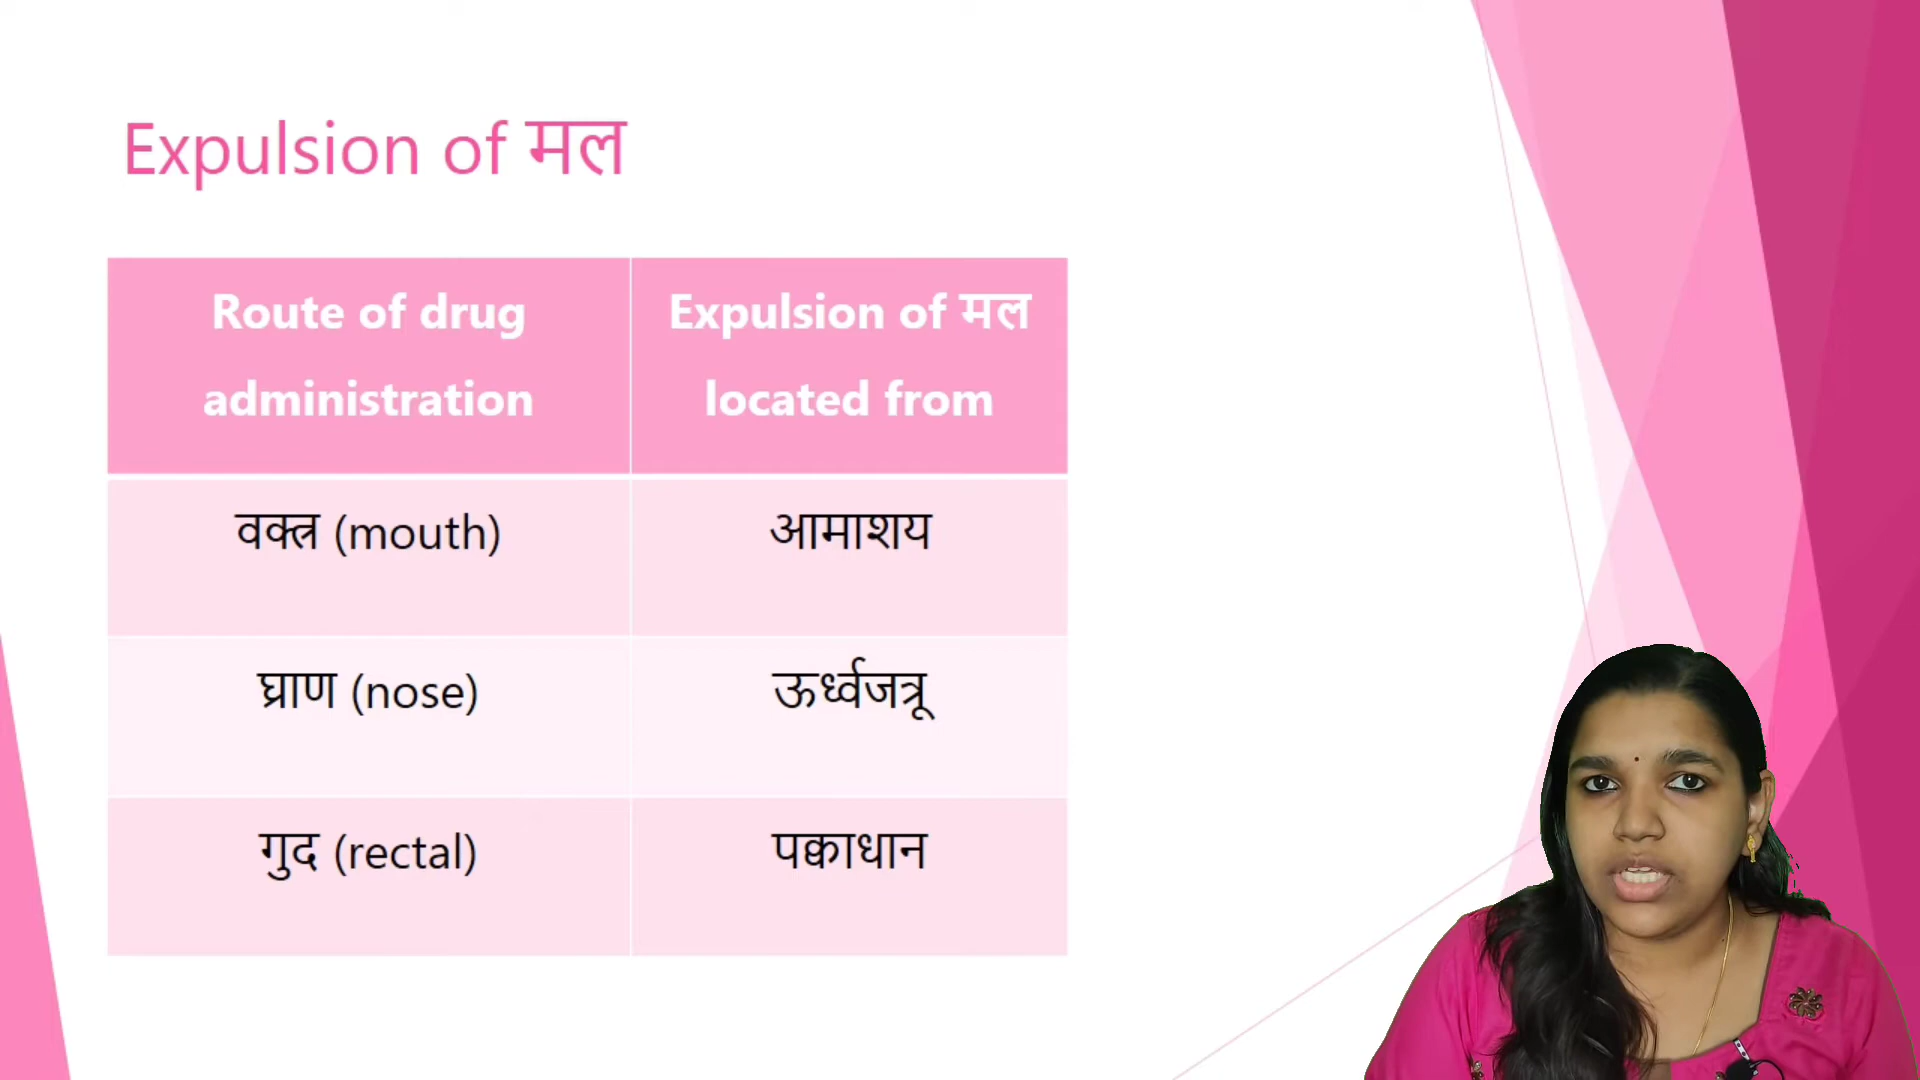 Expulsion of मल
Route of drug
administration
Expulsion of मल
located from
वक्त्र (mouth)
आमाशय
घ्राण (nose)
ऊर्ध्वजत्रू
गुद (rectal)
पक्वाधान